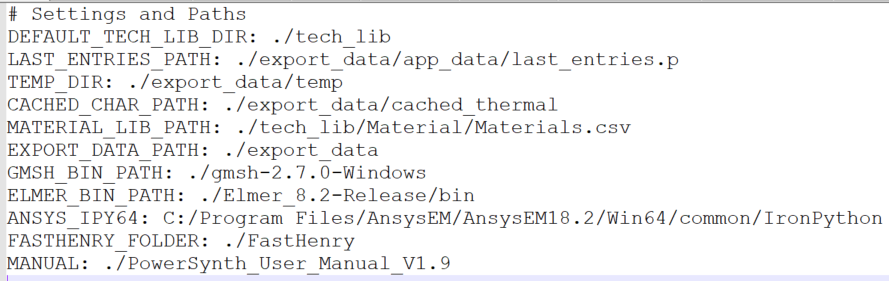 # Settings and Paths
DEFAULT_TECH_LIB_DIR: ./tech_lib
LAST_ENTRIES_PATH: ./export_data/app_data/last_entries.p
TEMP_DIR: ./export_data/temp
CACHED_CHAR_PATH: ./export_data/cached_thermal
MATERIAL_LIB_PATH: ./tech_lib/Material/Materials.csv
EXPORT_DATA_PATH: ./export_data
GMSH_BIN_PATH: ./gmsh-2.7.0-Windows
ELMER_BIN_PATH: ./Elmer_8.2-Release/bin
ANSYS_IPY64: C:/Program Files/AnsysEM/AnsysEM18.2/Win64/common/IronPython
FASTHENRY_FOLDER: ./FastHenry
MANUAL: ./PowerSynth_User_Manual_V1.9